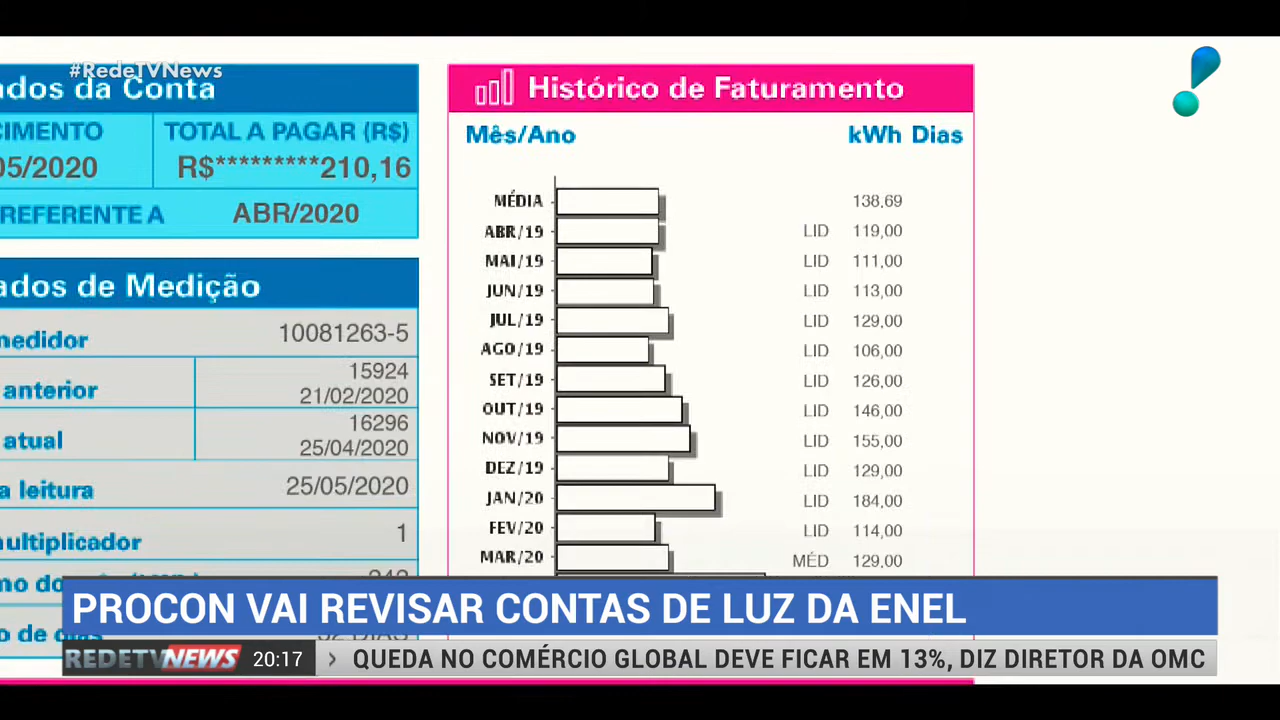 #RedeTVNews
ados da Conta
CIMENTO
TOTAL A PAGAR (R$)
05/2020
R$*********210,16
REFERENTE A
ABR/2020
ados de Medição
medidor
10081263-5
anterior
15924
21/02/2020
atual
16296
25/04/2020
a leitura
25/05/2020
multiplicador
1
Histórico de Faturamento
Mês/Ano
kWh Dias
MÉDIA 138,69
ABR/19 LID 119,00
MAI/19 LID 111,00
JUN/19 LID 113,00
JUL/19 LID 129,00
AGO/19 LID 106,00
SET/19 LID 126,00
OUT/19 LID 146,00
NOV/19 LID 155,00
DEZ/19 LID 129,00
JAN/20 LID 184,00
FEV/20 LID 114,00
MAR/20 MÉD 129,00
PROCON VAI REVISAR CONTAS DE LUZ DA ENEL
REDETVNEWS 20:17 › QUEDA NO COMÉRCIO GLOBAL DEVE FICAR EM 13%, DIZ DIRETOR DA OMC